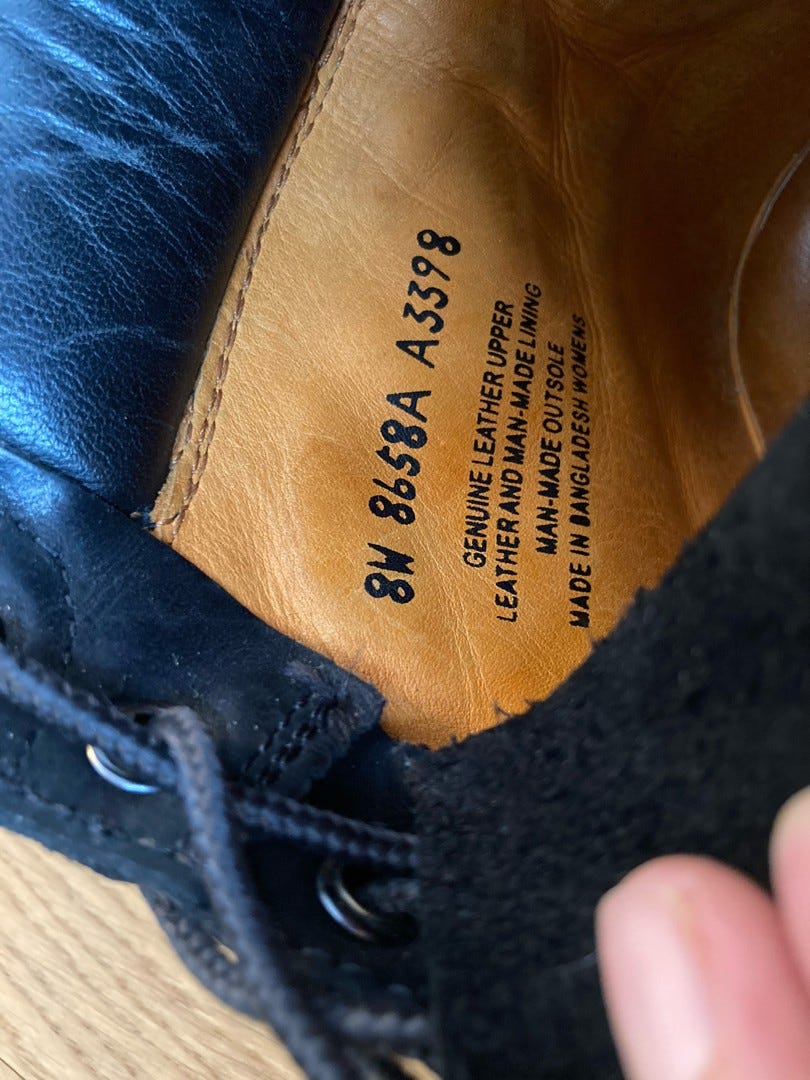 8W 8658A A3398
GENUINE LEATHER UPPER
LEATHER AND MAN-MADE LINING
MAN-MADE OUTSOLE
MADE IN BANGLADESH WOMENS